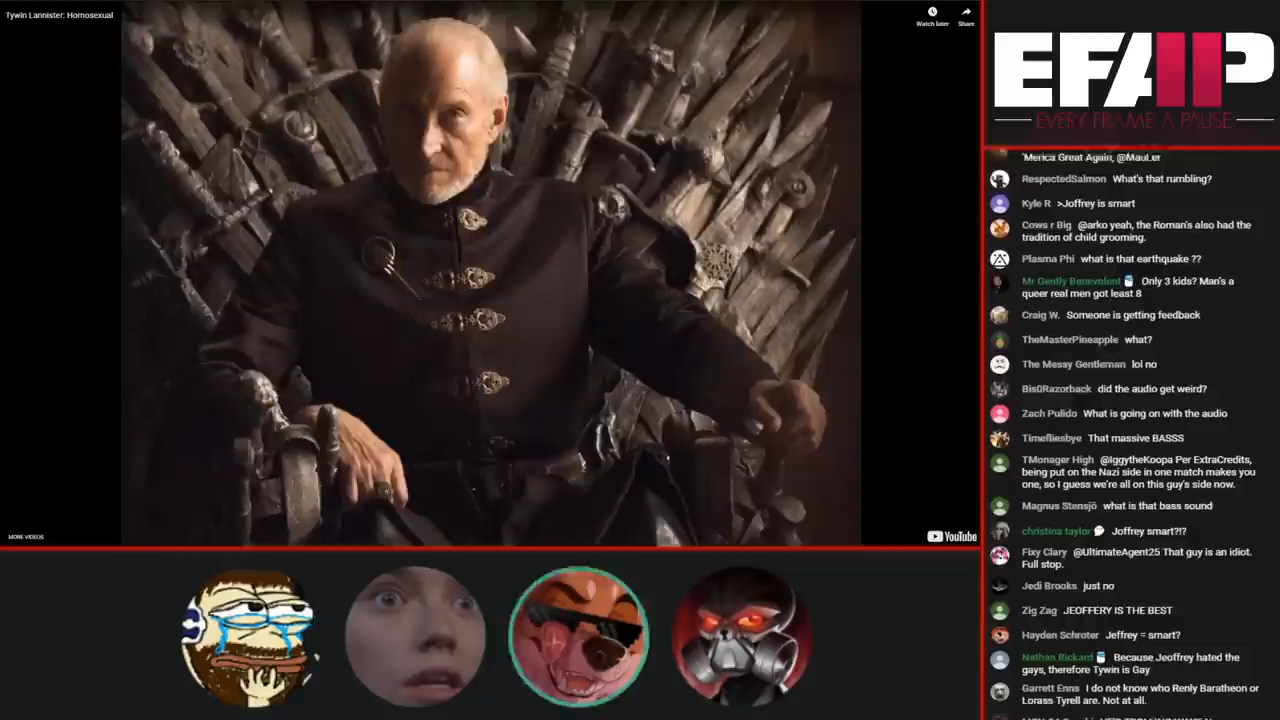 Tywin Lannister: Homosexual
Watch later
Share
MORE VIDEOS
YouTube
EFAP
EVERY FRAME A PAUSE
'Merica Great Again, @MauLer
RespectedSalmon What's that rumbling?
Kyle R >Joffrey is smart
Cows r Big @arko yeah, the Roman's also had the
tradition of child grooming.
Plasma Phi what is that earthquake ??
Mr Gently Benevolent Only 3 kids? Man's a
queer real men got least 8
Craig W. Someone is getting feedback
TheMasterPineapple what?
The Messy Gentleman lol no
Bis0Razorback did the audio get weird?
Zach Pulido What is going on with the audio
Timefliesbye That massive BASSS
TMonager High @IggytheKoopa Per ExtraCredits,
being put on the Nazi side in one match makes you
one, so I guess we're all on this guy's side now.
Magnus Stensjö what is that bass sound
christina taylor Joffrey smart?!?
Fixy Clary @UltimateAgent25 That guy is an idiot.
Full stop.
Jedi Brooks just no
Zig Zag JEOFFERY IS THE BEST
Hayden Schroter Jeffrey = smart?
Nathan Rickard Because Jeoffrey hated the
gays, therefore Tywin is Gay
Garrett Enns I do not know who Renly Baratheon or
Lorass Tyrell are. Not at all.